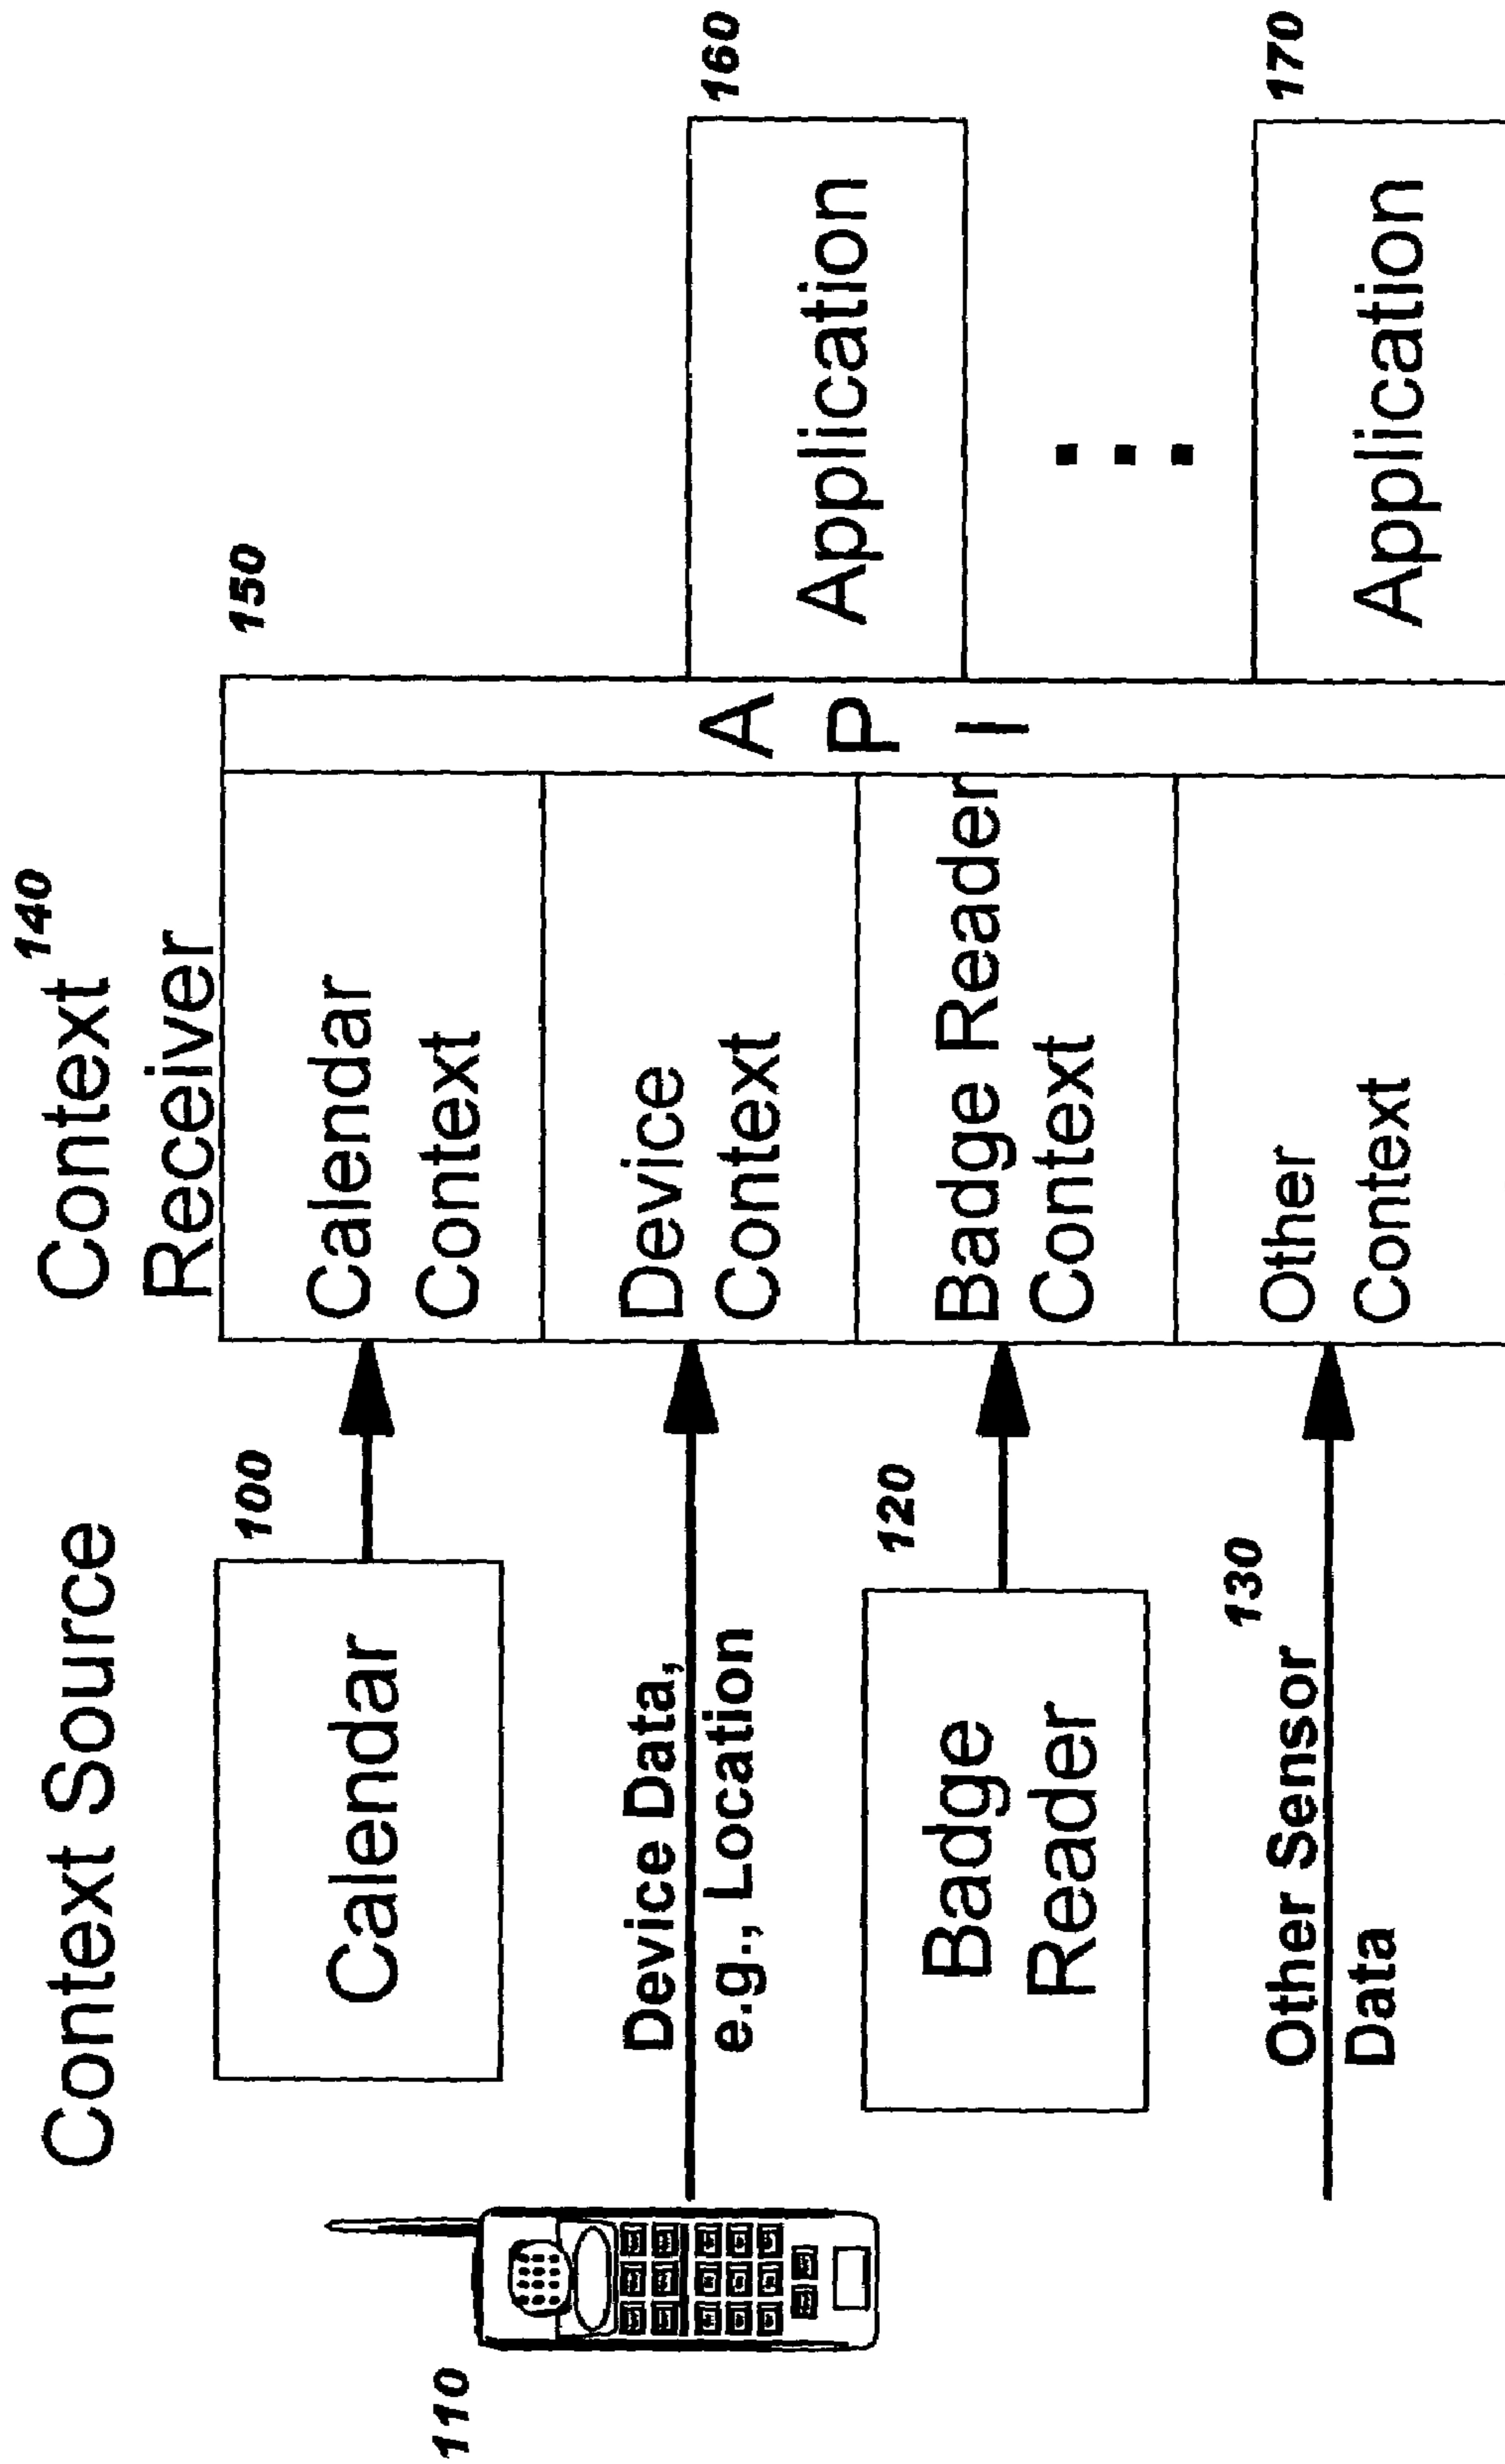 Context Source
Context
Receiver
140
150
100
Calendar
Calendar
Context
110
Device Data,
e.g., Location
Device
Context
A
P
I
Application
160
120
Badge
Reader
Badge Reader
Context
130
Other Sensor
Data
Other
Context
Application
170